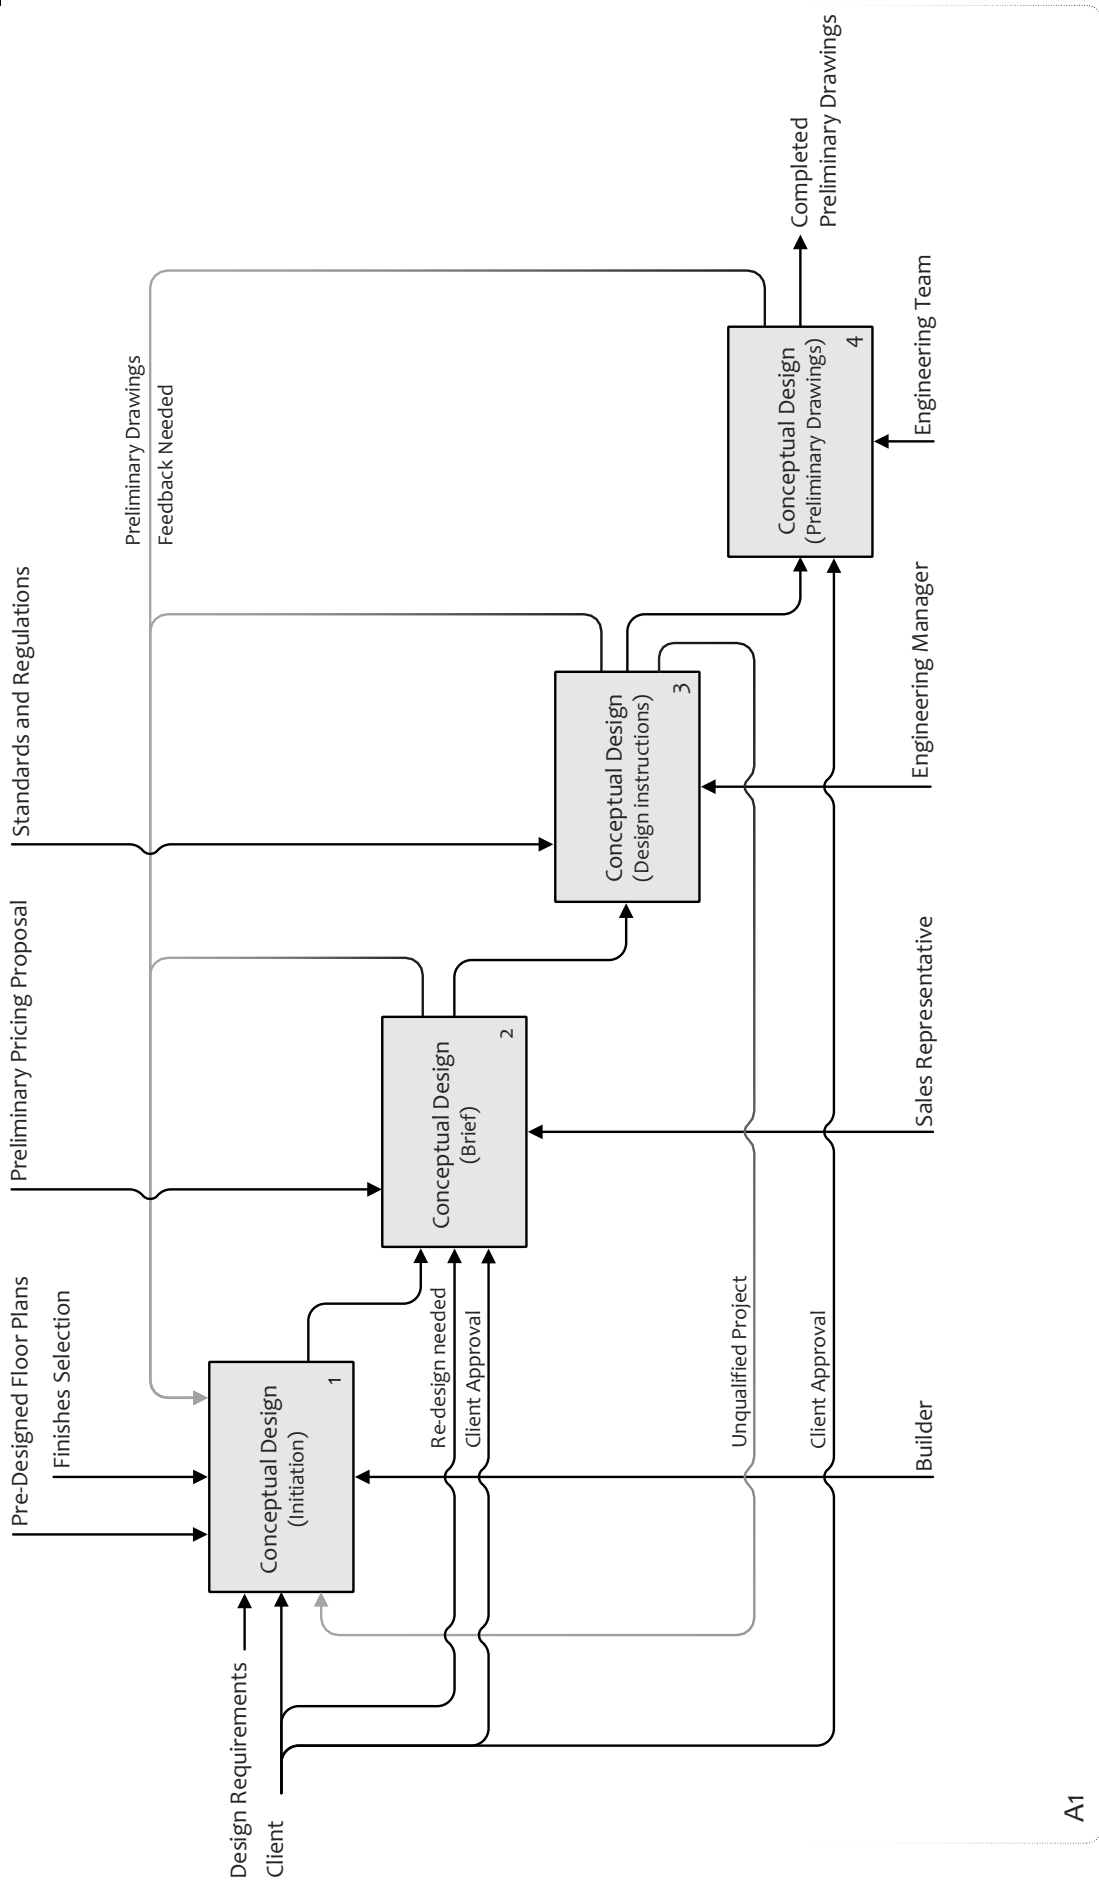 Pre-Designed Floor Plans
Finishes Selection
Preliminary Pricing Proposal
Standards and Regulations
Preliminary Drawings
Feedback Needed
Design Requirements
Client
Conceptual Design
(Initiation)
1
Re-design needed
Client Approval
Conceptual Design
(Brief)
2
Conceptual Design
(Design instructions)
3
Conceptual Design
(Preliminary Drawings)
4
Completed
Preliminary Drawings
Unqualified Project
Client Approval
Builder
Sales Representative
Engineering Manager
Engineering Team
A1